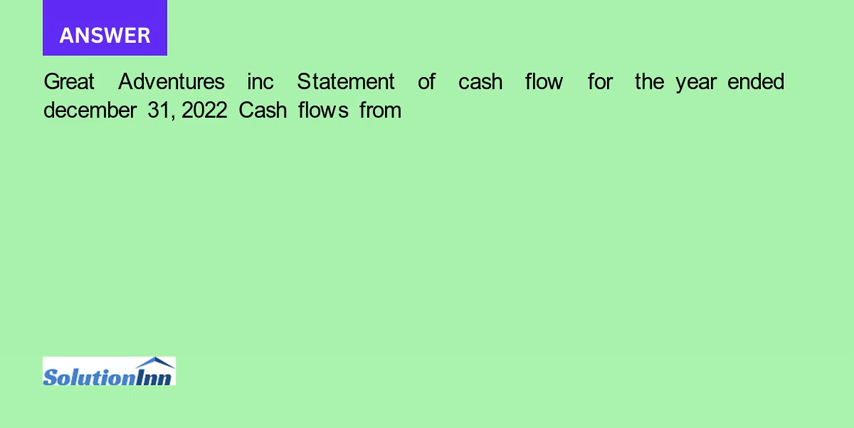 ANSWER
Great Adventures inc Statement of cash flow for the year ended
december 31, 2022 Cash flows from
SolutionInn